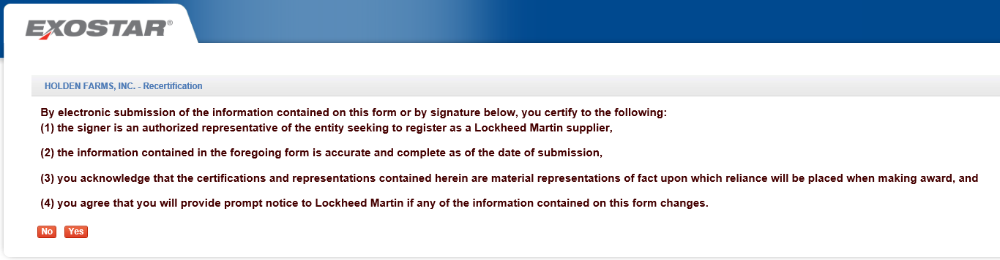 EXOSTAR®
HOLDEN FARMS, INC. - Recertification
By electronic submission of the information contained on this form or by signature below, you certify to the following:
(1) the signer is an authorized representative of the entity seeking to register as a Lockheed Martin supplier,
(2) the information contained in the foregoing form is accurate and complete as of the date of submission,
(3) you acknowledge that the certifications and representations contained herein are material representations of fact upon which reliance will be placed when making award, and
(4) you agree that you will provide prompt notice to Lockheed Martin if any of the information contained on this form changes.
No Yes